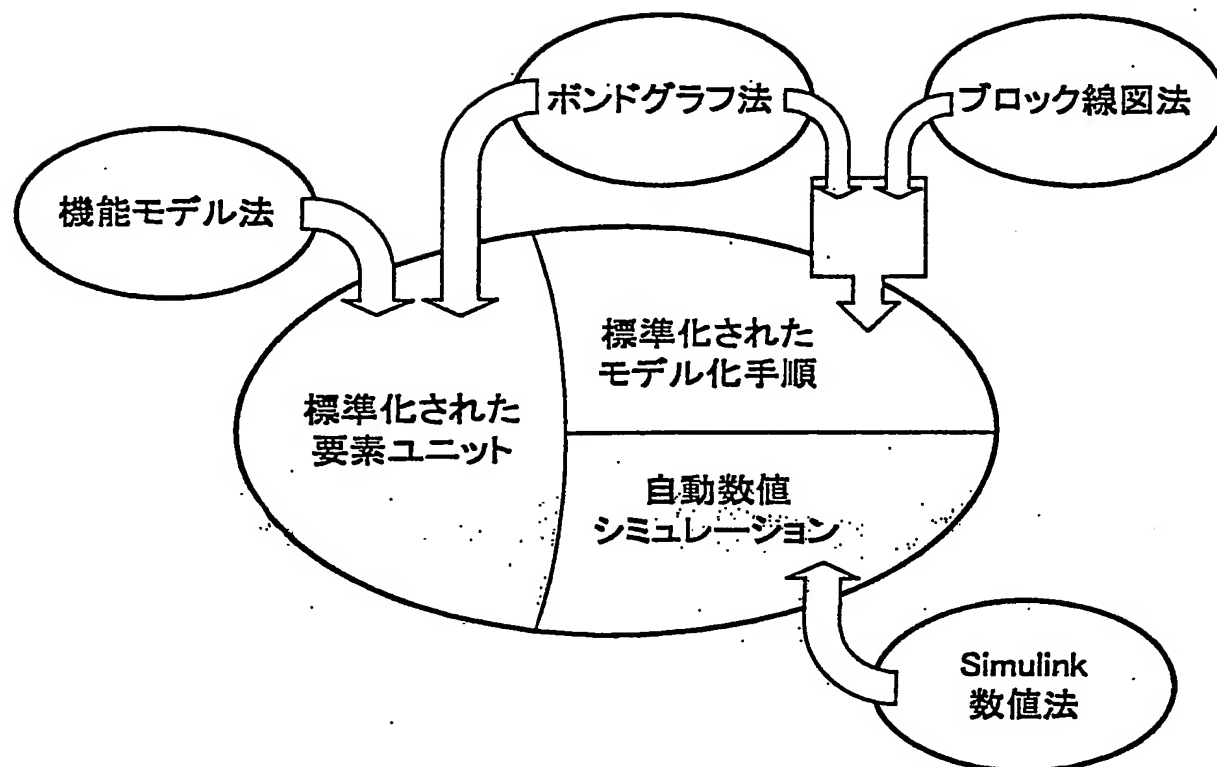 ボンドグラフ法
ブロック線図法
機能モデル法
標準化された
モデル化手順
標準化された
要素ユニット
自動数値
シミュレーション
Simulink
数値法